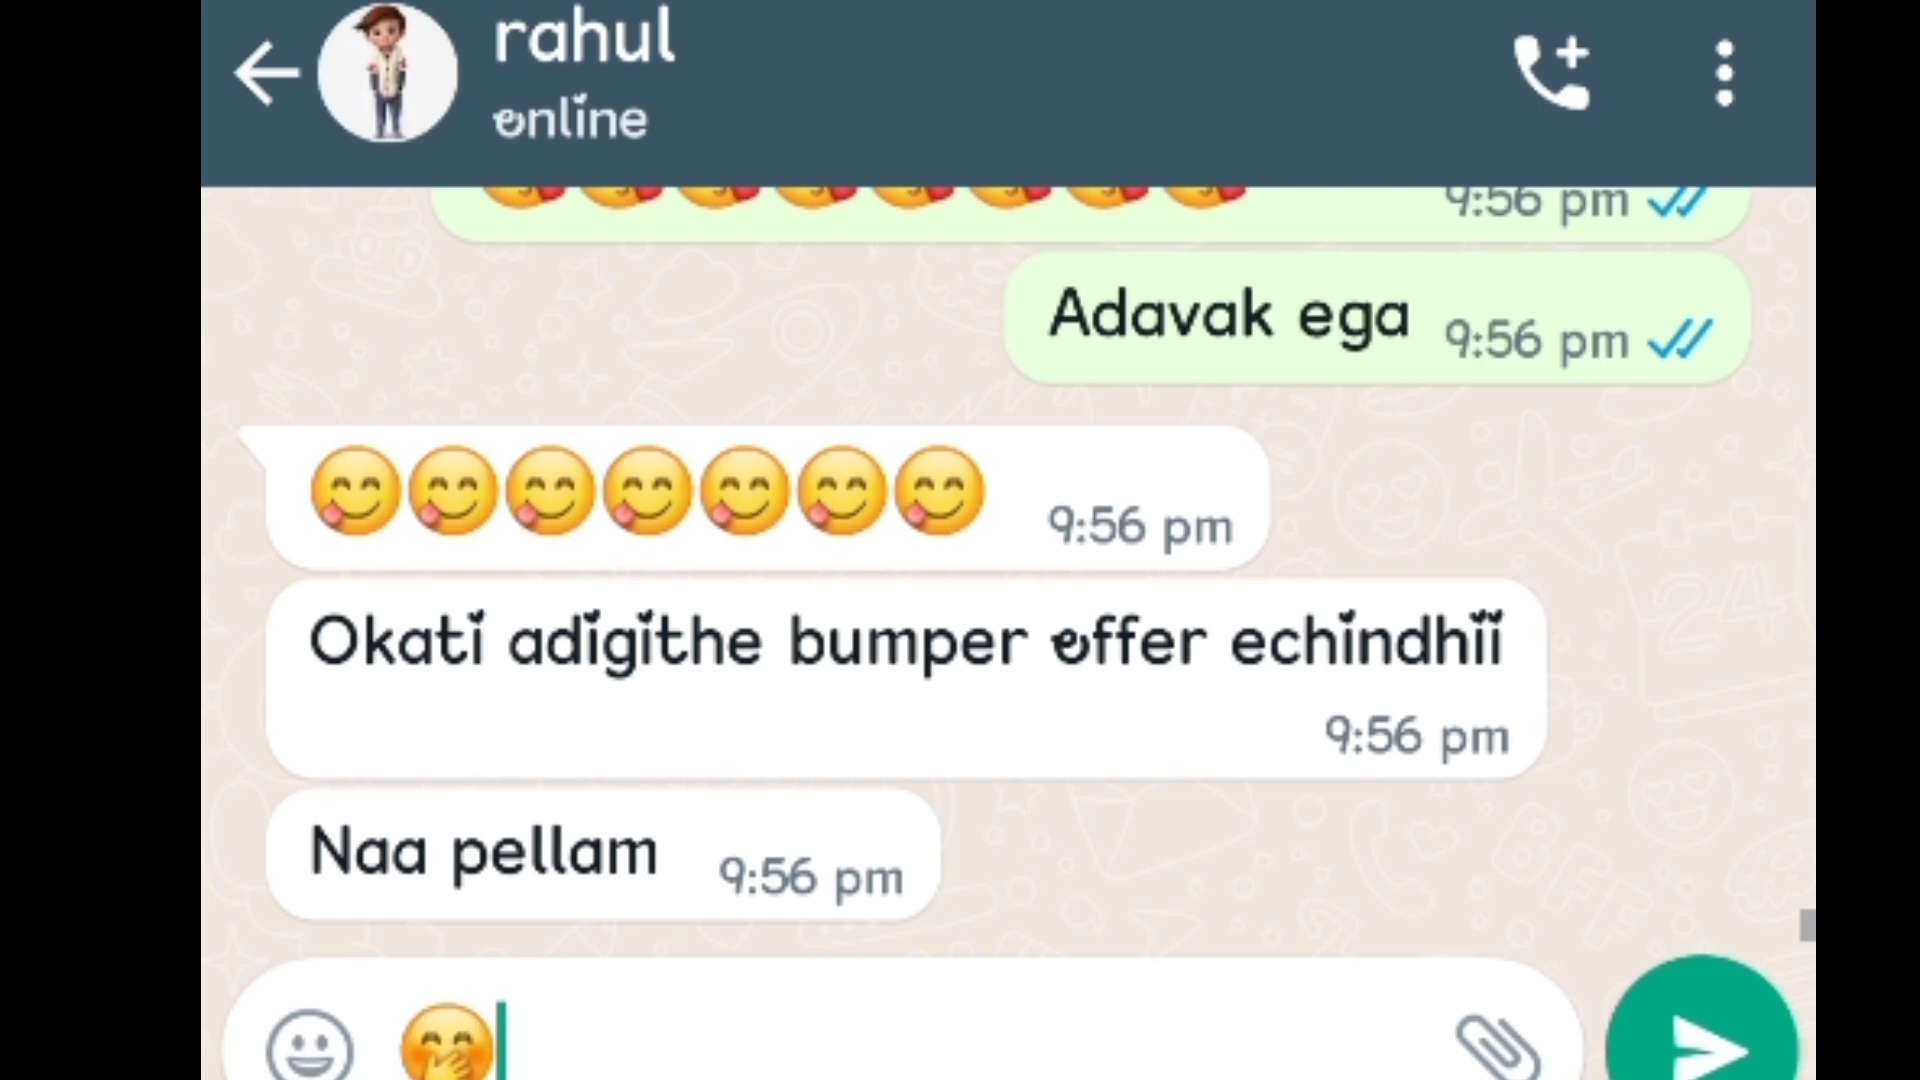 rahul
online
9:56 pm
Adavak ega 9:56 pm
😋😋😋😋😋😋😋 9:56 pm
Okati adigithe bumper offer echindhii
9:56 pm
Naa pellam 9:56 pm
🤭